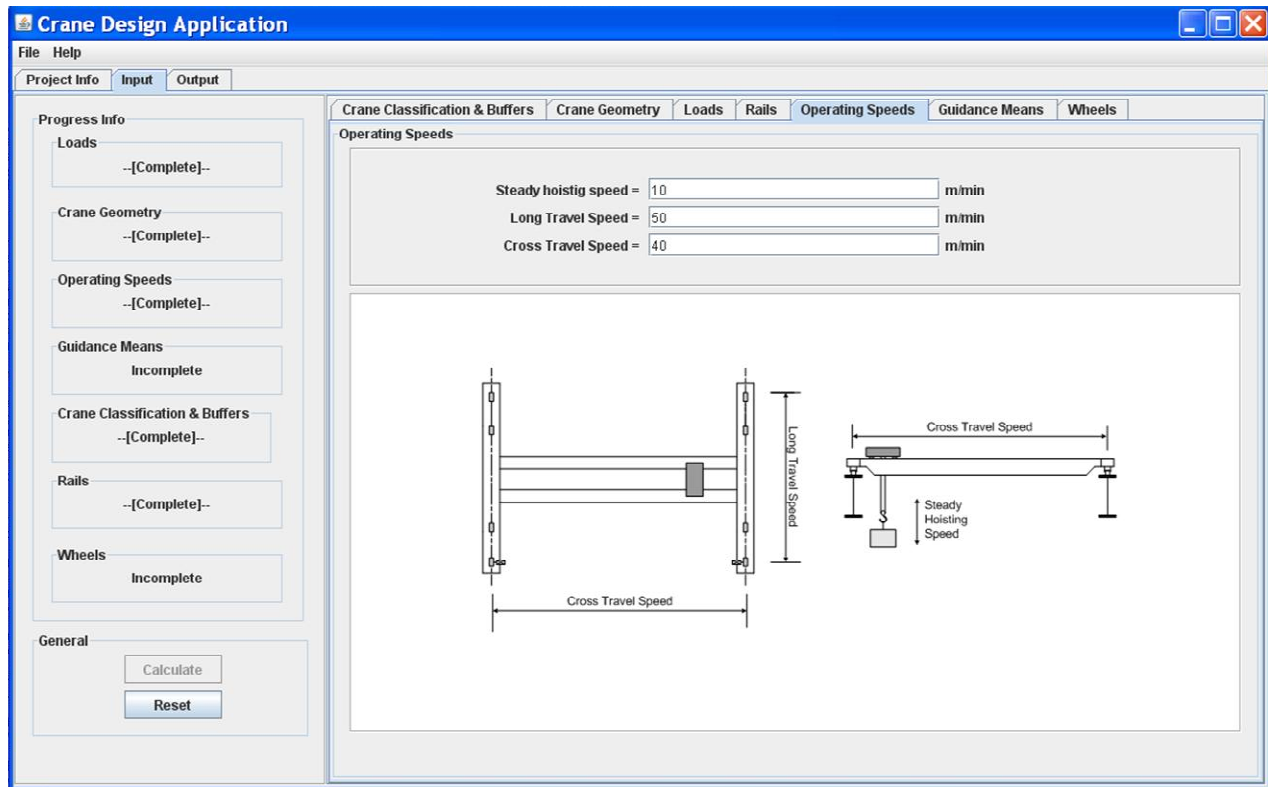 Crane Design Application
File Help
Project Info Input Output
Progress Info
Loads
--[Complete]--
Crane Geometry
--[Complete]--
Operating Speeds
--[Complete]--
Guidance Means
Incomplete
Crane Classification & Buffers
--[Complete]--
Rails
--[Complete]--
Wheels
Incomplete
General
Calculate
Reset
Crane Classification & Buffers Crane Geometry Loads Rails Operating Speeds Guidance Means Wheels
Operating Speeds
Steady hoistig speed = 10 m/min
Long Travel Speed = 50 m/min
Cross Travel Speed = 40 m/min
Long Travel Speed
Cross Travel Speed
Cross Travel Speed
Steady
Hoisting
Speed